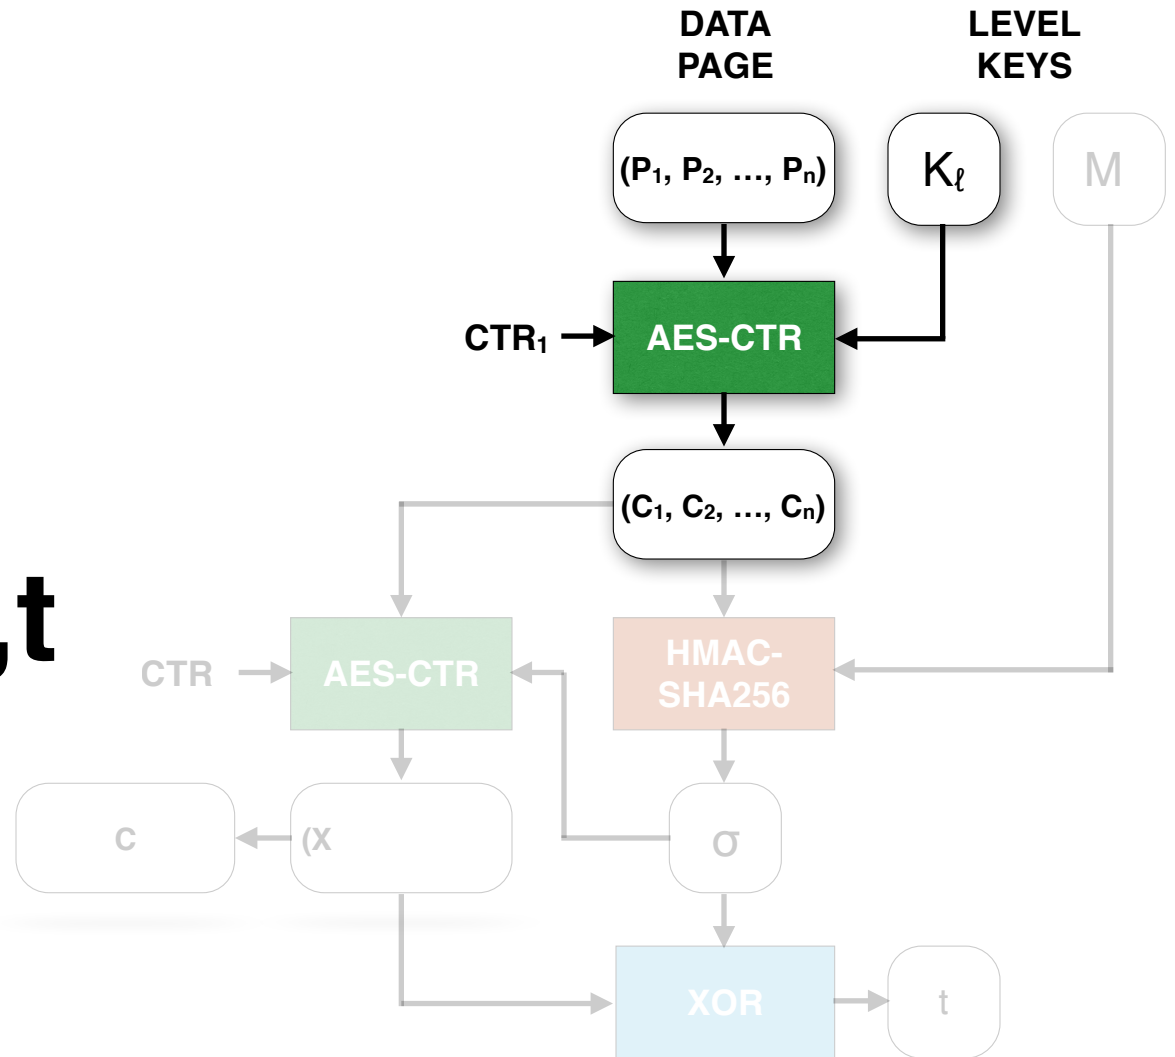 DATA
PAGE
LEVEL
KEYS
(P₁, P₂, …, Pₙ)
Kℓ
M
CTR₁
AES-CTR
(C₁, C₂, …, Cₙ)
,t
CTR
AES-CTR
HMAC-
SHA256
C
(X
σ
XOR
t